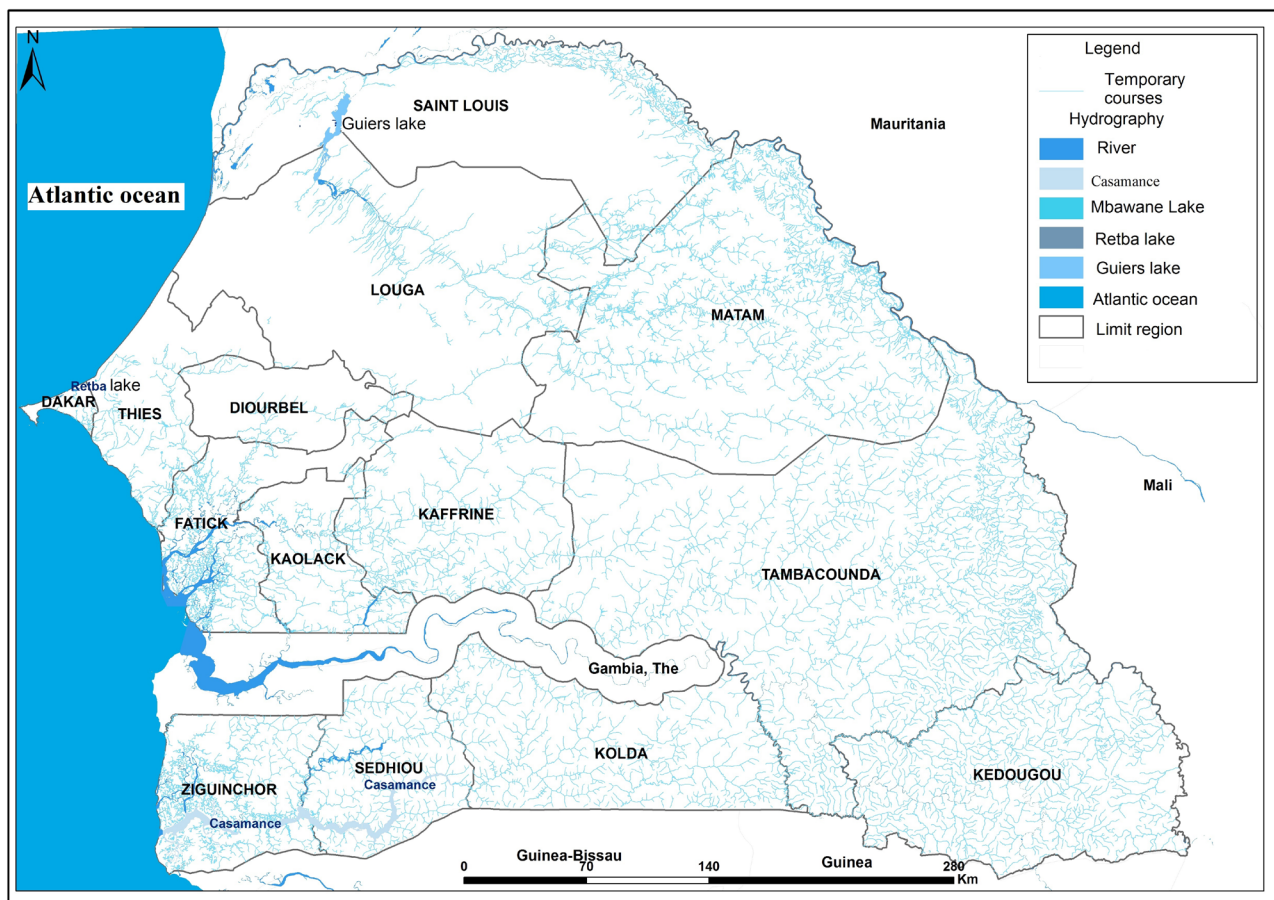 N
Legend
Temporary
courses
Hydrography
River
Casamance
Mbawane Lake
Retba lake
Guiers lake
Atlantic ocean
Limit region
SAINT LOUIS
Guiers lake
Mauritania
Atlantic ocean
LOUGA
MATAM
Retba lake
DAKAR
THIES
DIOURBEL
Mali
FATICK
KAFFRINE
KAOLACK
TAMBACOUNDA
Gambia, The
KOLDA
SEDHIOU
KEDOUGOU
ZIGUINCHOR
Casamance
Casamance
Guinea-Bissau
Guinea
0 70 140 280
Km